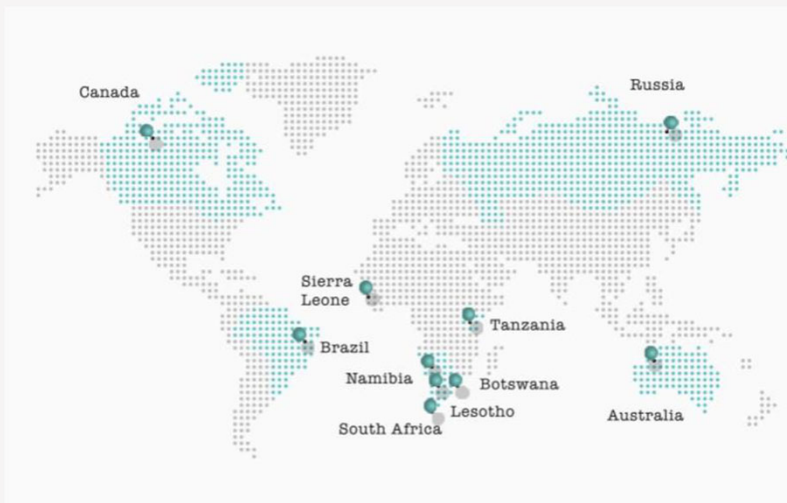 Canada
Russia
Sierra
Leone
Tanzania
Brazil
Namibia
Botswana
Lesotho
Australia
South Africa